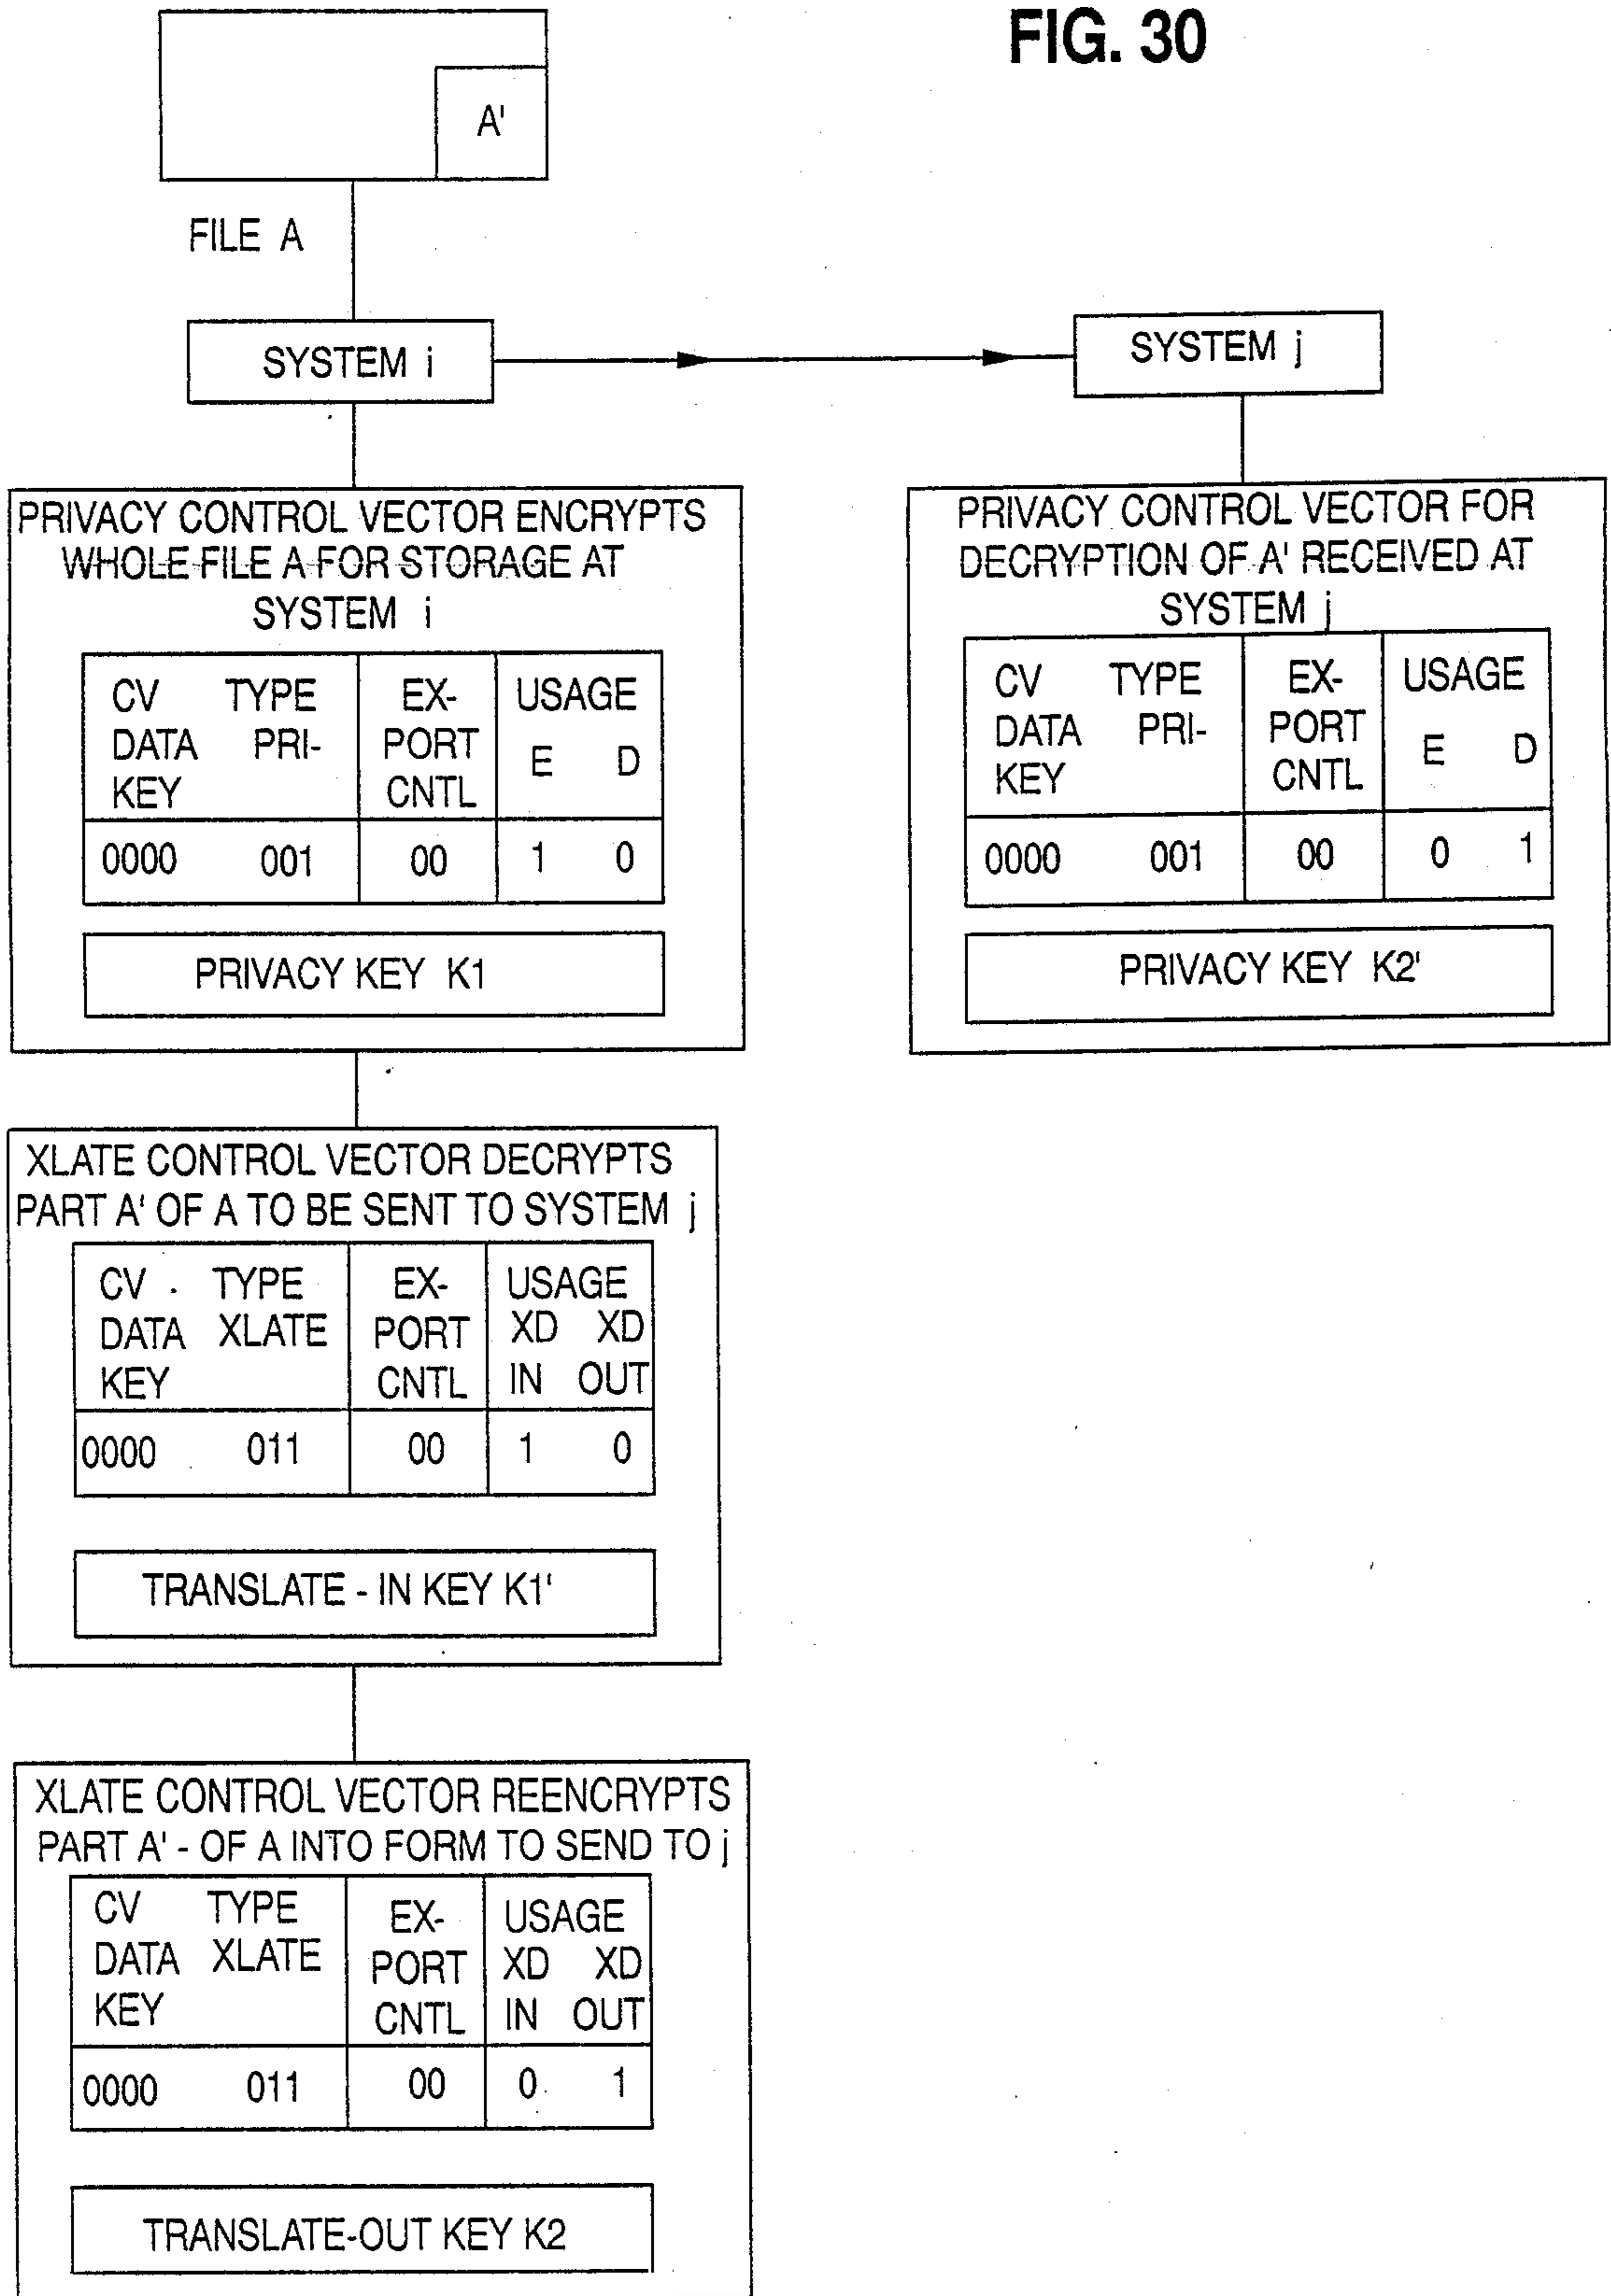 FIG. 30
A'
FILE A
SYSTEM i
SYSTEM j
PRIVACY CONTROL VECTOR ENCRYPTS
WHOLE FILE A FOR STORAGE AT
SYSTEM i
CV TYPE EX- USAGE
DATA PRI- PORT E D
KEY CNTL
0000 001 00 1 0
PRIVACY KEY K1
PRIVACY CONTROL VECTOR FOR
DECRYPTION OF A' RECEIVED AT
SYSTEM j
CV TYPE EX- USAGE
DATA PRI- PORT E D
KEY CNTL
0000 001 00 0 1
PRIVACY KEY K2'
XLATE CONTROL VECTOR DECRYPTS
PART A' OF A TO BE SENT TO SYSTEM j
CV TYPE EX- USAGE
DATA XLATE PORT XD XD
KEY CNTL IN OUT
0000 011 00 1 0
TRANSLATE - IN KEY K1'
XLATE CONTROL VECTOR REENCRYPTS
PART A' - OF A INTO FORM TO SEND TO j
CV TYPE EX- USAGE
DATA XLATE PORT XD XD
KEY CNTL IN OUT
0000 011 00 0 1
TRANSLATE-OUT KEY K2